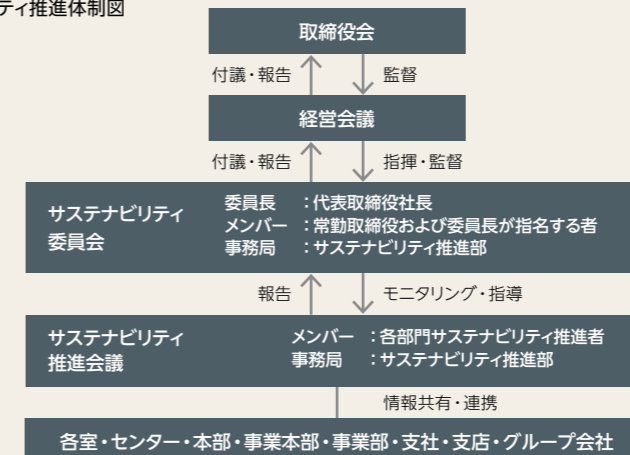 ティ推進体制図
取締役会
付議・報告 監督
経営会議
付議・報告 指揮・監督
サステナビリティ
委員会
委員長 ：代表取締役社長
メンバー ：常勤取締役および委員長が指名する者
事務局 ：サステナビリティ推進部
報告 モニタリング・指導
サステナビリティ
推進会議
メンバー ：各部門サステナビリティ推進者
事務局 ：サステナビリティ推進部
情報共有・連携
各室・センター・本部・事業本部・事業部・支社・支店・グループ会社